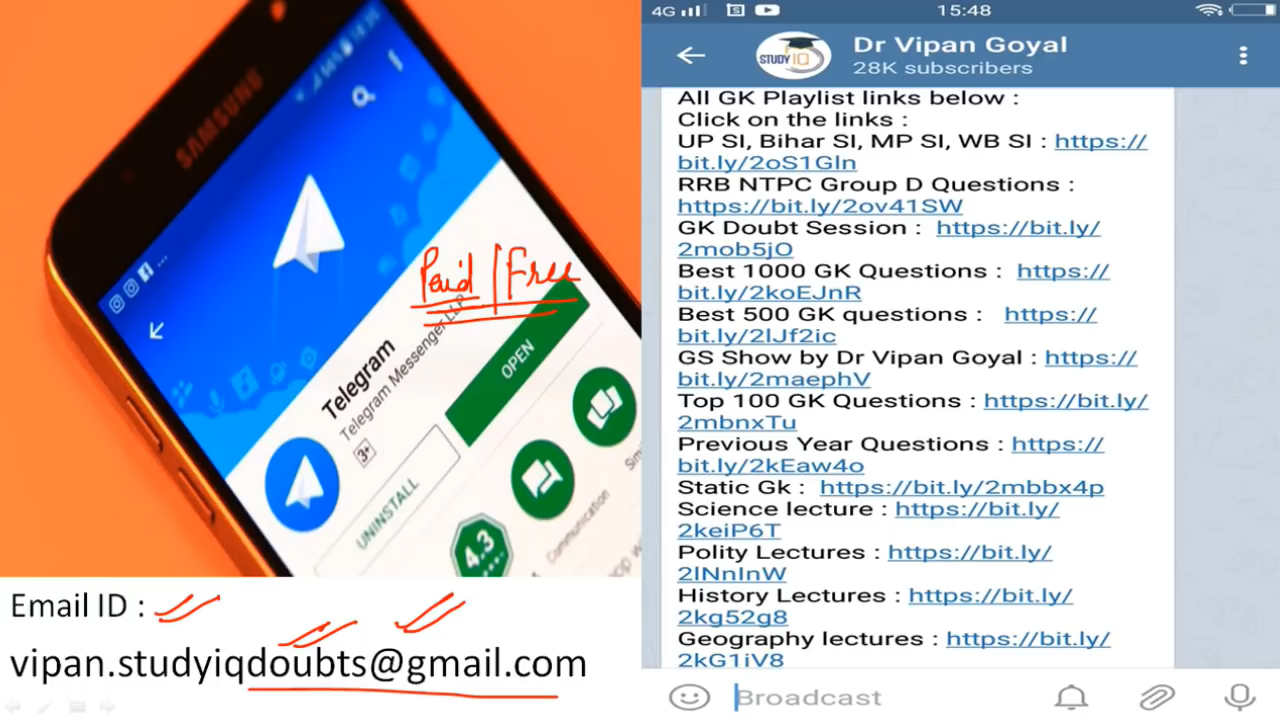 SAMSUNG
Paid | Free
Telegram
Telegram Messenger LLP
3+
OPEN
UNINSTALL
4.3
Communication
Email ID :
vipan.studyiqdoubts@gmail.com
4G
15:48
STUDY IQ
Dr Vipan Goyal
28K subscribers
All GK Playlist links below :
Click on the links :
UP SI, Bihar SI, MP SI, WB SI : https://
bit.ly/2oS1Gln
RRB NTPC Group D Questions :
https://bit.ly/2ov41SW
GK Doubt Session : https://bit.ly/
2mob5jO
Best 1000 GK Questions : https://
bit.ly/2koEJnR
Best 500 GK questions : https://
bit.ly/2lJf2ic
GS Show by Dr Vipan Goyal : https://
bit.ly/2maephV
Top 100 GK Questions : https://bit.ly/
2mbnxTu
Previous Year Questions : https://
bit.ly/2kEaw4o
Static Gk : https://bit.ly/2mbbx4p
Science lecture : https://bit.ly/
2keiP6T
Polity Lectures : https://bit.ly/
2lNnInW
History Lectures : https://bit.ly/
2kg52g8
Geography lectures : https://bit.ly/
2kG1iV8
Broadcast